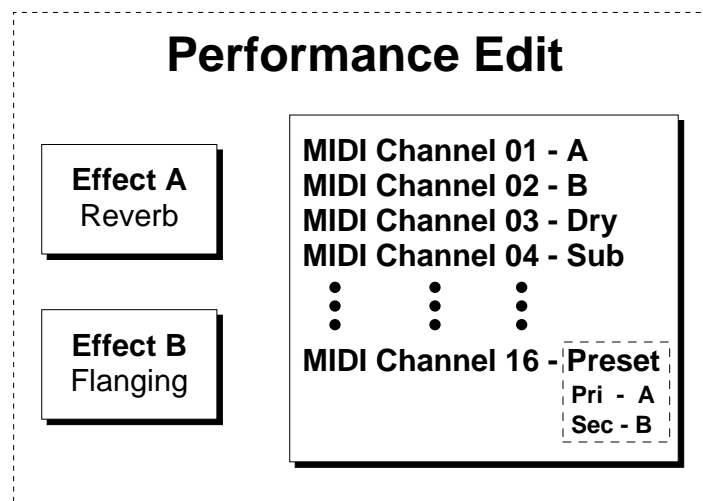 Performance Edit
Effect A
Reverb
Effect B
Flanging
MIDI Channel 01 - A
MIDI Channel 02 - B
MIDI Channel 03 - Dry
MIDI Channel 04 - Sub
MIDI Channel 16 - Preset
Pri - A
Sec - B